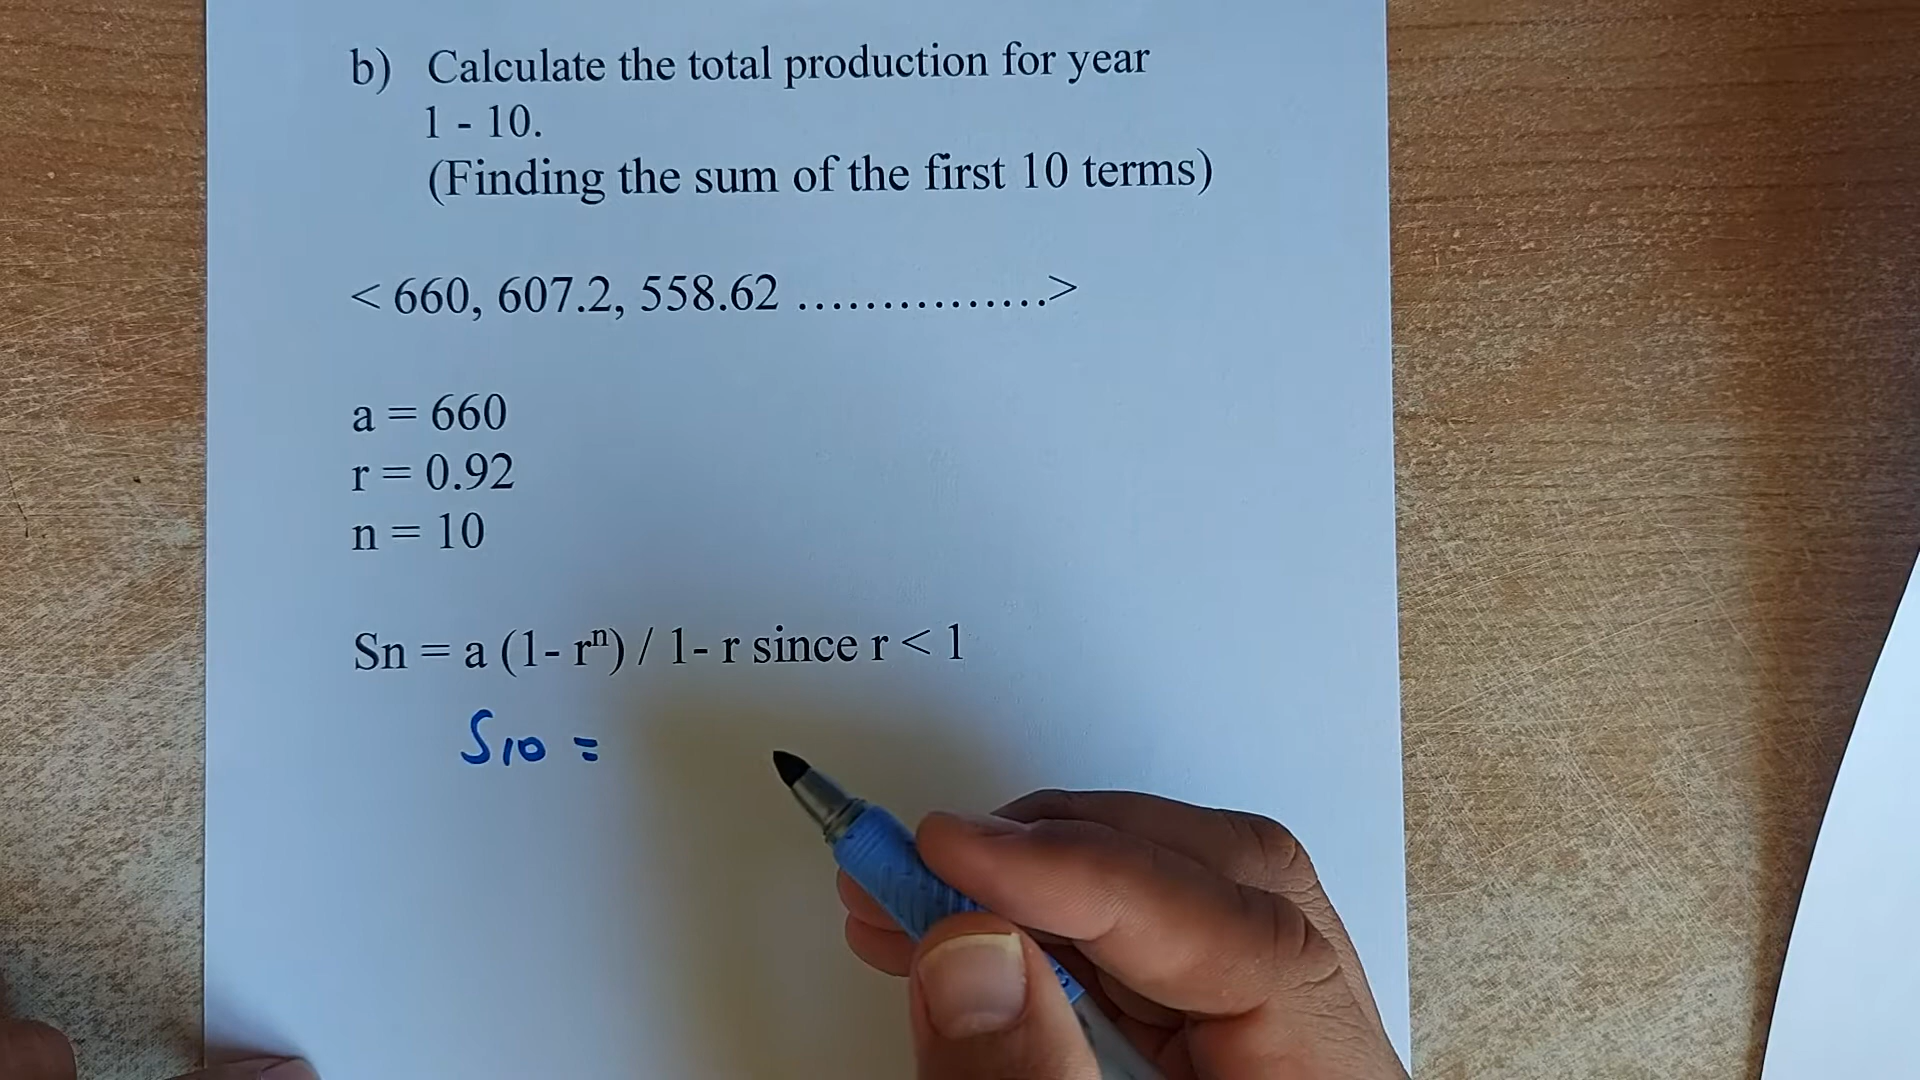 b) Calculate the total production for year
1 - 10.
(Finding the sum of the first 10 terms)
< 660, 607.2, 558.62 ...............>
a = 660
r = 0.92
n = 10
Sn = a (1- rⁿ) / 1- r since r < 1
S10 =